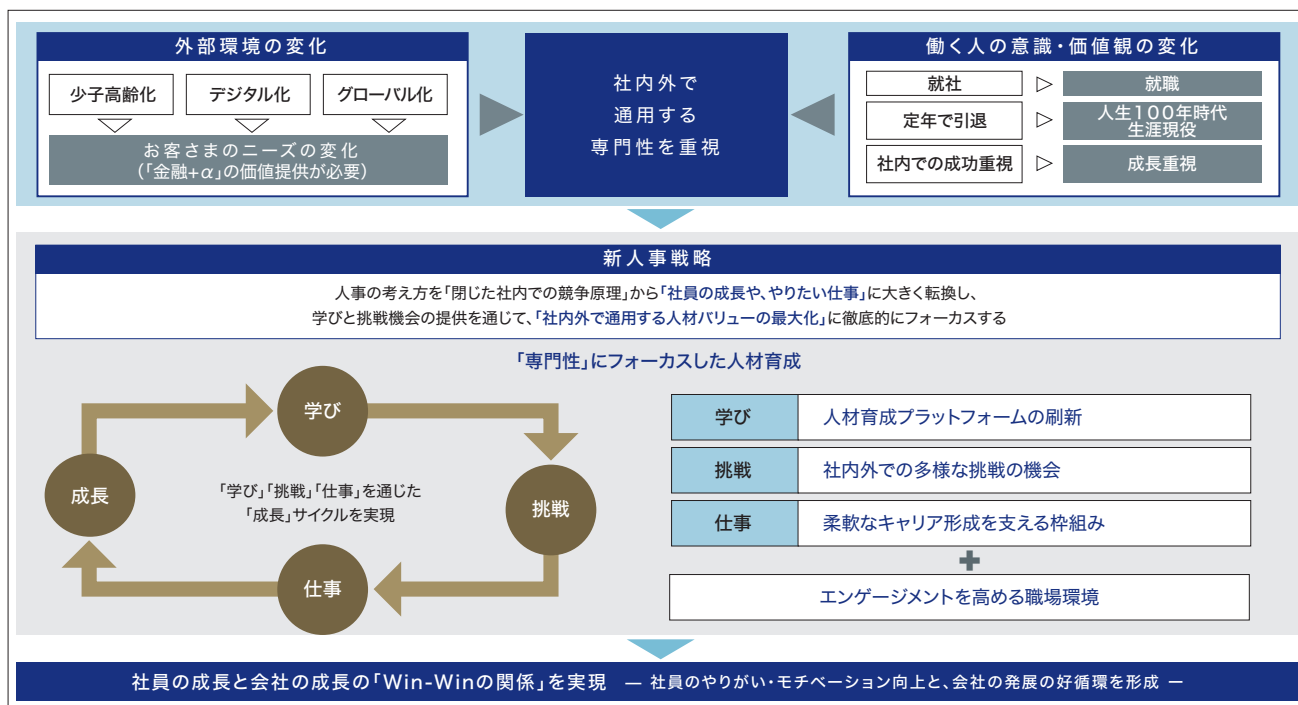 外部環境の変化
少子高齢化
デジタル化
グローバル化
お客さまのニーズの変化
(「金融+α」の価値提供が必要)
社内外で
通用する
専門性を重視
働く人の意識・価値観の変化
就社
就職
定年で引退
人生100年時代
生涯現役
社内での成功重視
成長重視
新人事戦略
人事の考え方を「閉じた社内での競争原理」から「社員の成長や、やりたい仕事」に大きく転換し、
学びと挑戦機会の提供を通じて、「社内外で通用する人材バリューの最大化」に徹底的にフォーカスする
「専門性」にフォーカスした人材育成
学び
成長
「学び」「挑戦」「仕事」を通じた
「成長」サイクルを実現
挑戦
仕事
学び 人材育成プラットフォームの刷新
挑戦 社内外での多様な挑戦の機会
仕事 柔軟なキャリア形成を支える枠組み
エンゲージメントを高める職場環境
社員の成長と会社の成長の「Win-Winの関係」を実現 — 社員のやりがい・モチベーション向上と、会社の発展の好循環を形成 —